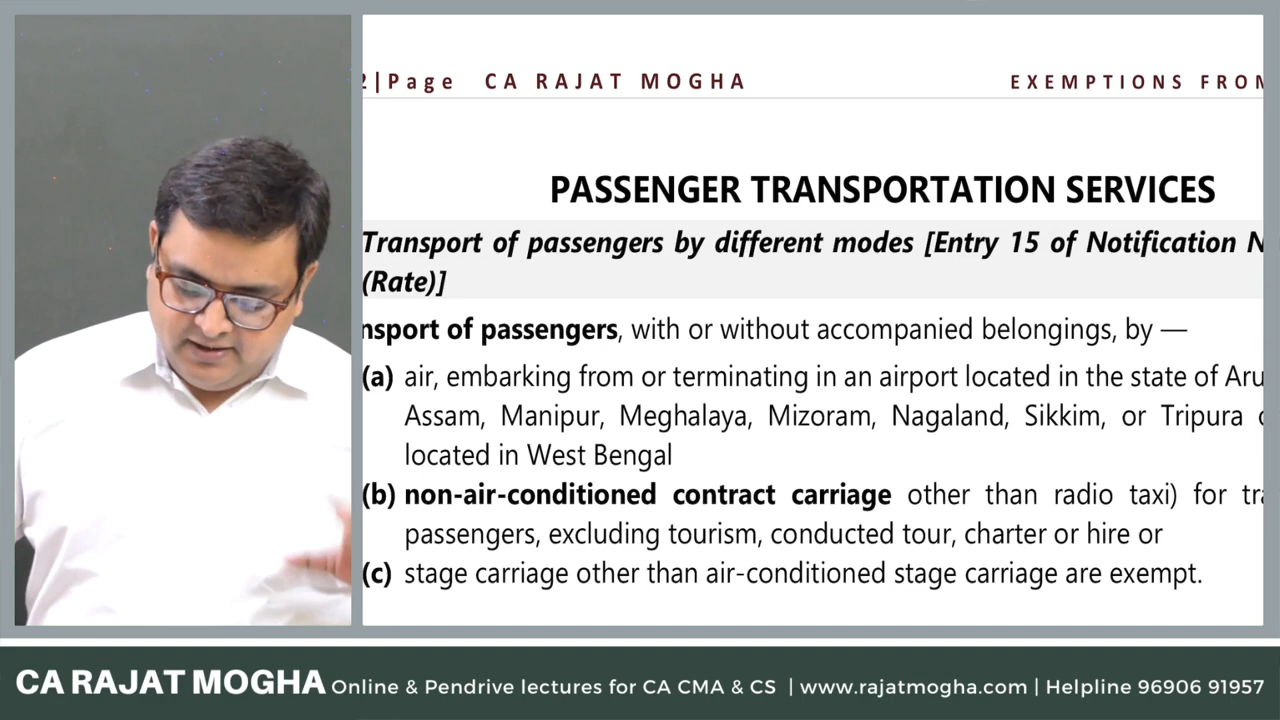 2|Page CA RAJAT MOGHA EXEMPTIONS FROM
PASSENGER TRANSPORTATION SERVICES
Transport of passengers by different modes [Entry 15 of Notification N
(Rate)]
nsport of passengers, with or without accompanied belongings, by —
(a) air, embarking from or terminating in an airport located in the state of Aru
Assam, Manipur, Meghalaya, Mizoram, Nagaland, Sikkim, or Tripura
located in West Bengal
(b) non-air-conditioned contract carriage other than radio taxi) for tra
passengers, excluding tourism, conducted tour, charter or hire or
(c) stage carriage other than air-conditioned stage carriage are exempt.
CA RAJAT MOGHA Online & Pendrive lectures for CA CMA & CS | www.rajatmogha.com | Helpline 96906 91957